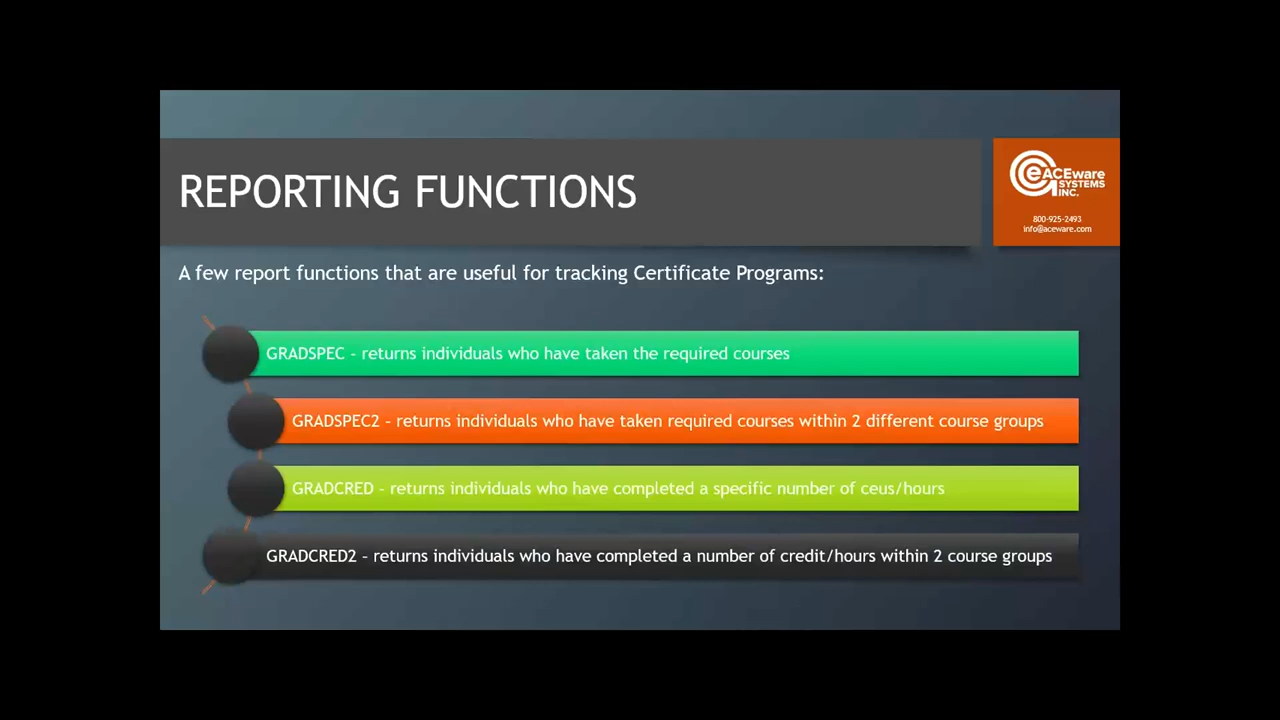 REPORTING FUNCTIONS
eACEware
SYSTEMS
INC.
800-925-2493
info@aceware.com
A few report functions that are useful for tracking Certificate Programs:
GRADSPEC - returns individuals who have taken the required courses
GRADSPEC2 - returns individuals who have taken required courses within 2 different course groups
GRADCRED - returns individuals who have completed a specific number of ceus/hours
GRADCRED2 - returns individuals who have completed a number of credit/hours within 2 course groups